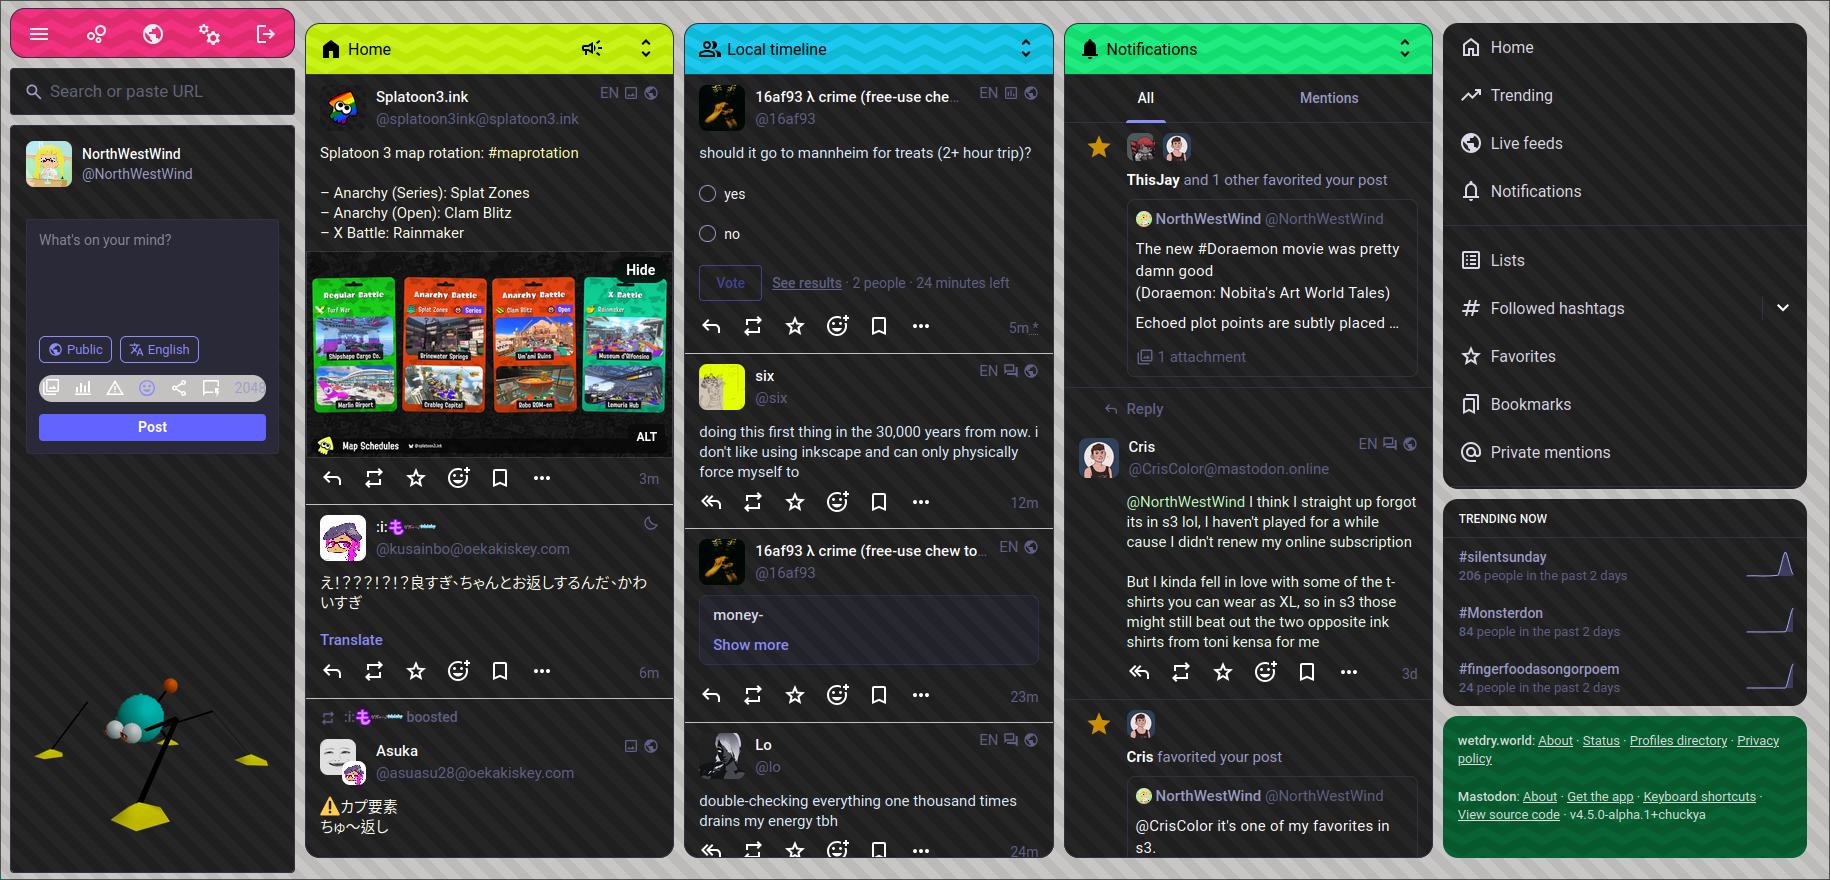 Search or paste URL
NorthWestWind
@NorthWestWind
What's on your mind?
Public
English
2048
Post
Home
Splatoon3.ink
EN
@splatoon3ink@splatoon3.ink
Splatoon 3 map rotation: #maprotation
– Anarchy (Series): Splat Zones
– Anarchy (Open): Clam Blitz
– X Battle: Rainmaker
Hide
Regular Battle
Anarchy Battle
Anarchy Battle
X Battle
Turf War
Splat Zones
Series
Clam Blitz
Open
Rainmaker
Shipshape Cargo Co.
Brinewater Springs
Um'ami Ruins
Museum d'Alfonsino
Marlin Airport
Crableg Capital
Robo ROM-en
Lemuria Hub
Map Schedules
@splatoon3.ink
ALT
3m
:i:も
@kusainbo@oekakiskey.com
え!???!?!?良すぎ、ちゃんとお返しするんだ、かわ
いすぎ
Translate
6m
:i:も boosted
Asuka
@asuasu28@oekakiskey.com
⚠️カプ要素
ちゅ〜返し
Local timeline
16af93 λ crime (free-use che…
EN
@16af93
should it go to mannheim for treats (2+ hour trip)?
yes
no
Vote
See results · 2 people · 24 minutes left
5m *
six
EN
@six
doing this first thing in the 30,000 years from now. i
don't like using inkscape and can only physically
force myself to
12m
16af93 λ crime (free-use chew to…
EN
@16af93
money-
Show more
23m
Lo
EN
@lo
double-checking everything one thousand times
drains my energy tbh
24m
Notifications
All
Mentions
ThisJay and 1 other favorited your post
NorthWestWind @NorthWestWind
The new #Doraemon movie was pretty
damn good
(Doraemon: Nobita's Art World Tales)
Echoed plot points are subtly placed …
1 attachment
Reply
Cris
EN
@CrisColor@mastodon.online
@NorthWestWind I think I straight up forgot
its in s3 lol, I haven't played for a while
cause I didn't renew my online subscription
But I kinda fell in love with some of the t-
shirts you can wear as XL, so in s3 those
might still beat out the two opposite ink
shirts from toni kensa for me
3d
Cris favorited your post
NorthWestWind @NorthWestWind
@CrisColor it's one of my favorites in
s3.
Home
Trending
Live feeds
Notifications
Lists
Followed hashtags
Favorites
Bookmarks
Private mentions
TRENDING NOW
#silentsunday
206 people in the past 2 days
#Monsterdon
84 people in the past 2 days
#fingerfoodasongorpoem
24 people in the past 2 days
wetdry.world: About · Status · Profiles directory · Privacy
policy
Mastodon: About · Get the app · Keyboard shortcuts ·
View source code · v4.5.0-alpha.1+chuckya